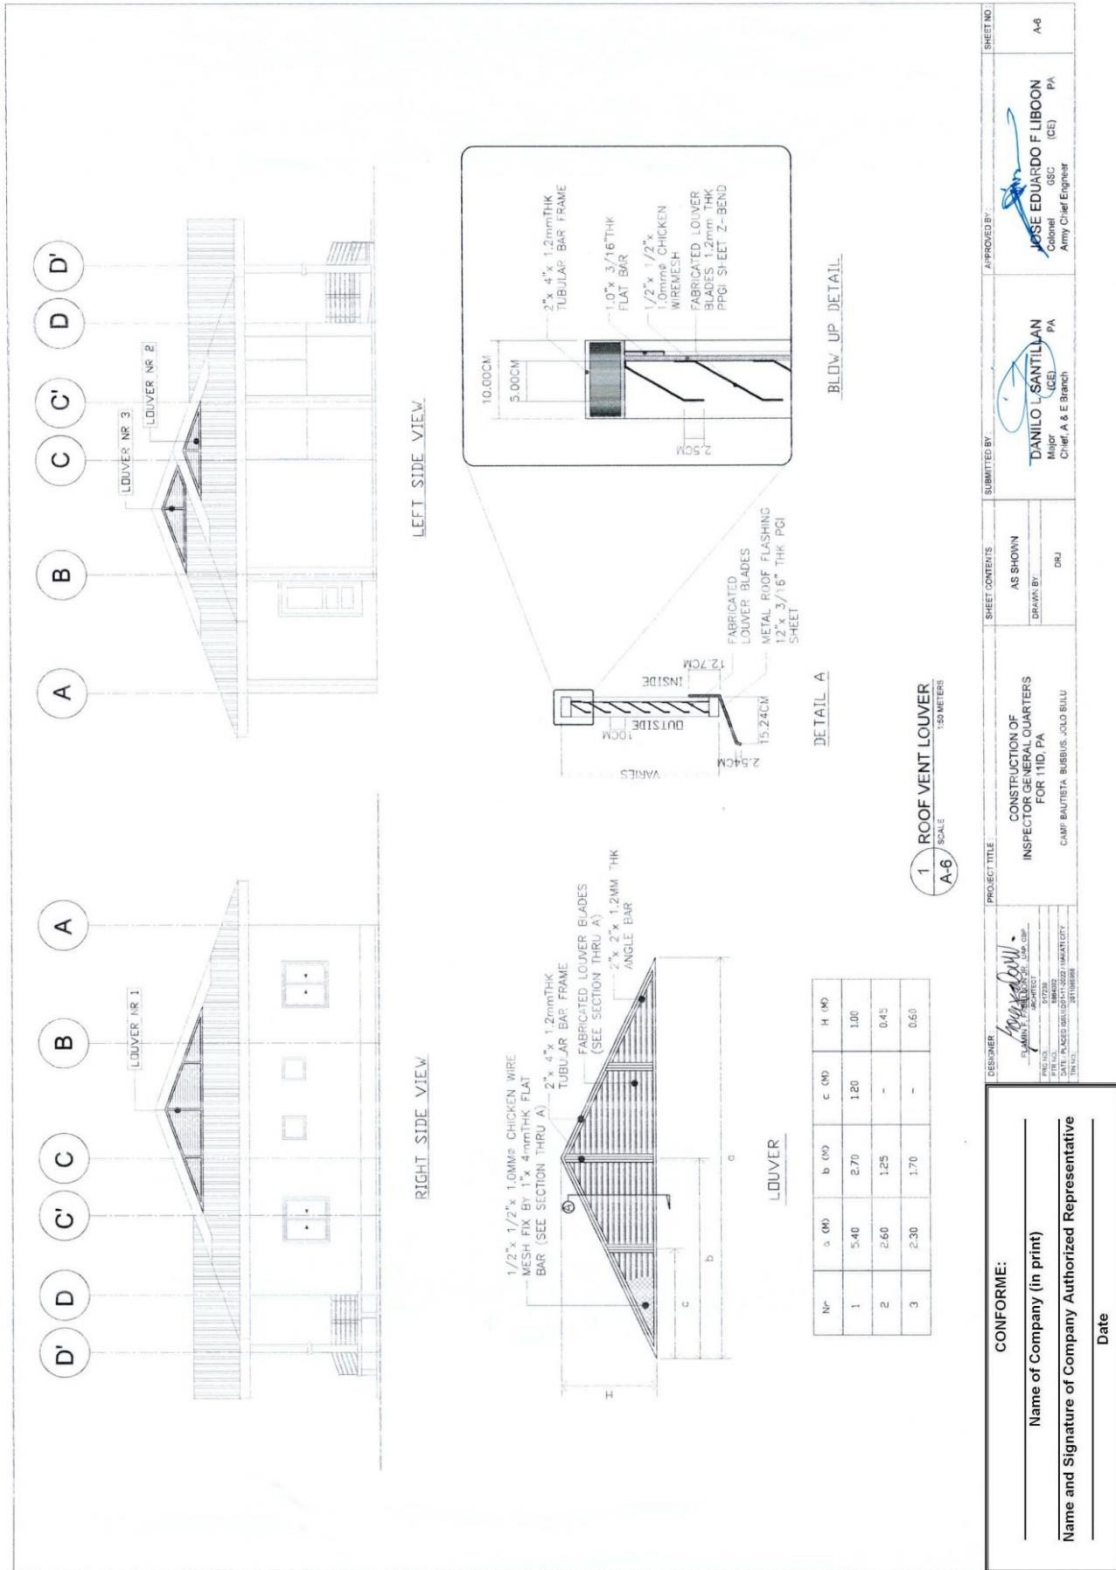 D'
D
C'
C
B
A
LOUVER NR 1
RIGHT SIDE VIEW
A
B
C
C'
D
D'
LOUVER NR 3
LOUVER NR 2
LEFT SIDE VIEW
1/2"x 1/2"x 1.0MMø CHICKEN WIRE
MESH FIX BY 1"x 4mmTHK FLAT
BAR (SEE SECTION THRU A)
2"x 4"x 1.2mmTHK
TUBULAR BAR FRAME
FABRICATED LOUVER BLADES
(SEE SECTION THRU A)
2"x 2"x 1.2MM THK
ANGLE BAR
A
H
c
b
a
LOUVER
Nr a (M) b (M) c (M) H (M)
1 5.40 2.70 1.20 1.00
2 2.60 1.25 - 0.45
3 2.30 1.70 - 0.60
VARIES
10CM
OUTSIDE
INSIDE
12.7CM
2.54CM
15.24CM
FABRICATED
LOUVER BLADES
METAL ROOF FLASHING
12"x 3/16" THK PGI
SHEET
DETAIL A
10.00CM
5.00CM
2.5CM
2"x 4"x 1.2mmTHK
TUBULAR BAR FRAME
1.0"x 3/16"THK
FLAT BAR
1/2"x 1/2"x
1.0mmø CHICKEN
WIREMESH
FABRICATED LOUVER
BLADES 1.2mm THK
PPGI SHEET Z-BEND
BLOW UP DETAIL
1
A-6
ROOF VENT LOUVER
SCALE 1:50 METERS
CONFORME:
Name of Company (in print)
Name and Signature of Company Authorized Representative
Date
DESIGNER
ARCHITECT
PRC NO.
PTR NO.
TIN NO.
PROJECT TITLE :
CONSTRUCTION OF
INSPECTOR GENERAL QUARTERS
FOR 11ID, PA
CAMP BAUTISTA, BUSBUS, JOLO SULU
SHEET CONTENTS
AS SHOWN
DRAWN BY:
DRJ
SUBMITTED BY :
DANILO L SANTILLAN
Major (CE) PA
Chief, A & E Branch
APPROVED BY :
JOSE EDUARDO F LIBOON
Colonel GSC (CE) PA
Army Chief Engineer
SHEET NO :
A-6